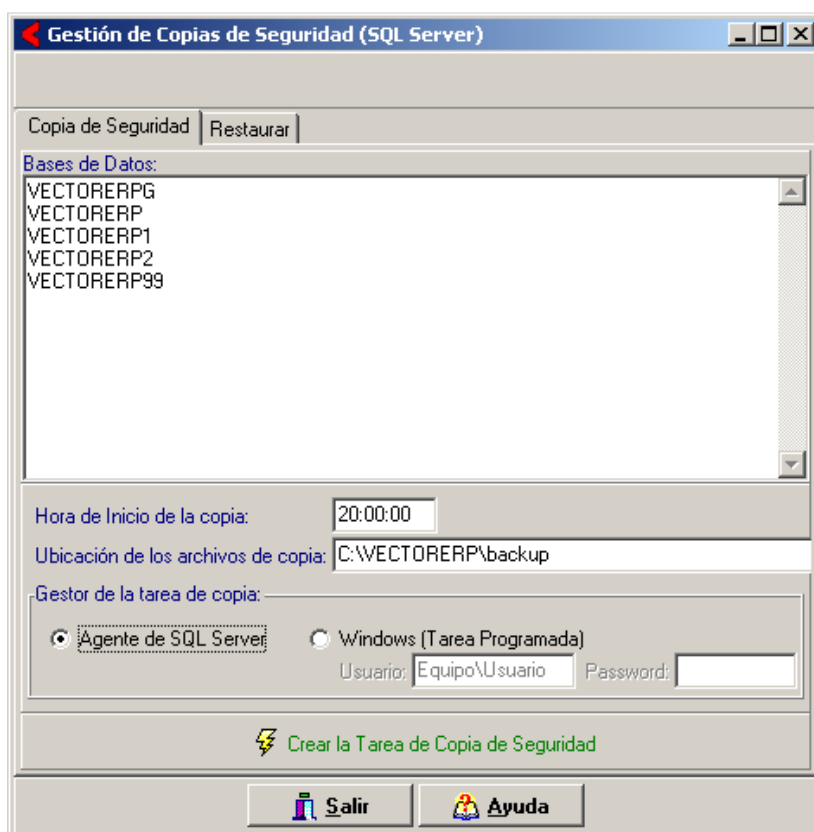 Gestión de Copias de Seguridad (SQL Server)
Copia de Seguridad Restaurar
Bases de Datos:
VECTORERPG
VECTORERP
VECTORERP1
VECTORERP2
VECTORERP99
Hora de Inicio de la copia: 20:00:00
Ubicación de los archivos de copia: C:\VECTORERP\backup
Gestor de la tarea de copia:
Agente de SQL Server Windows (Tarea Programada)
Usuario: Equipo\Usuario Password:
Crear la Tarea de Copia de Seguridad
Salir Ayuda